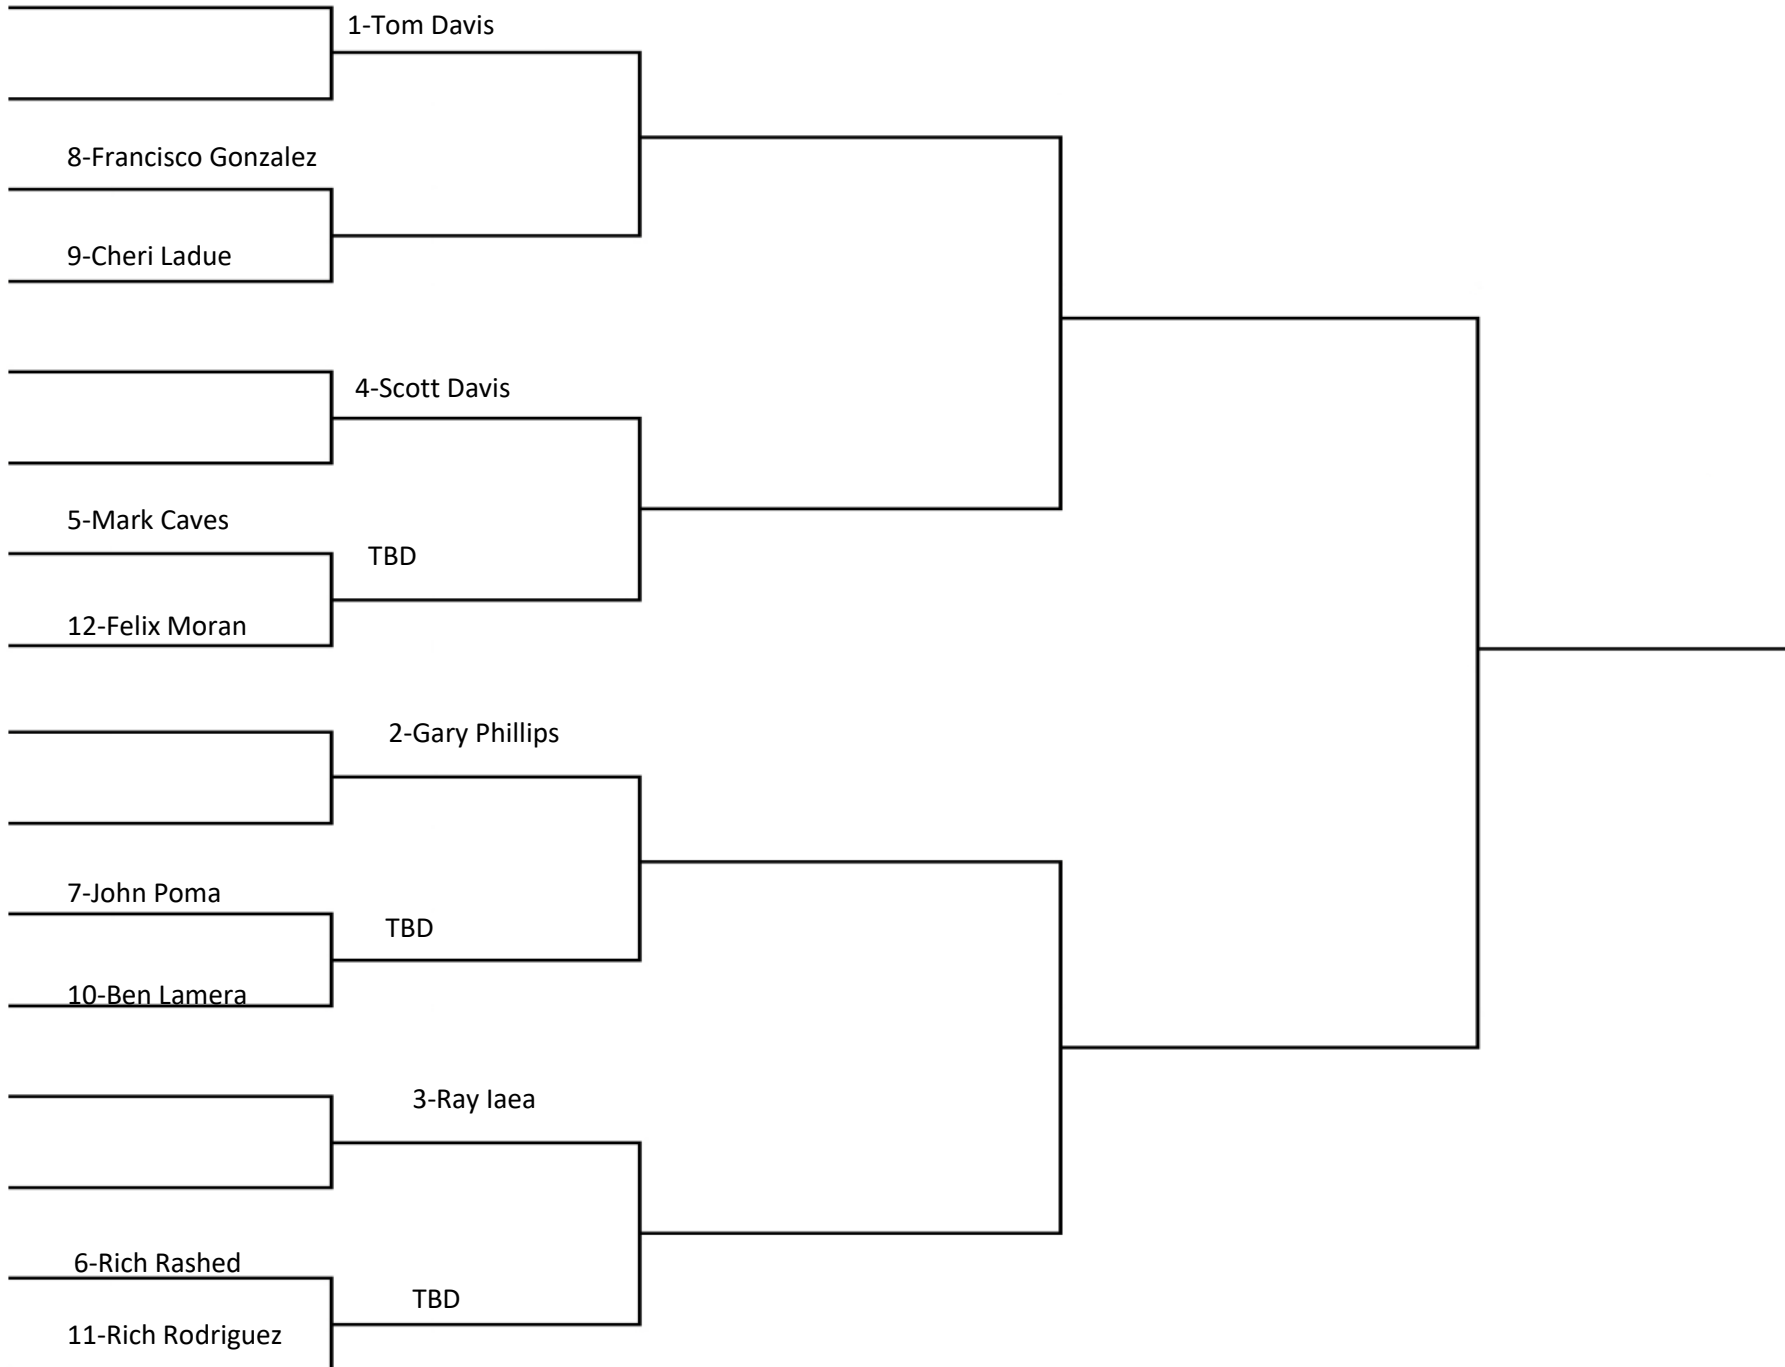 1-Tom Davis
8-Francisco Gonzalez
9-Cheri Ladue
4-Scott Davis
5-Mark Caves
TBD
12-Felix Moran
2-Gary Phillips
7-John Poma
TBD
10-Ben Lamera
3-Ray Iaea
6-Rich Rashed
TBD
11-Rich Rodriguez